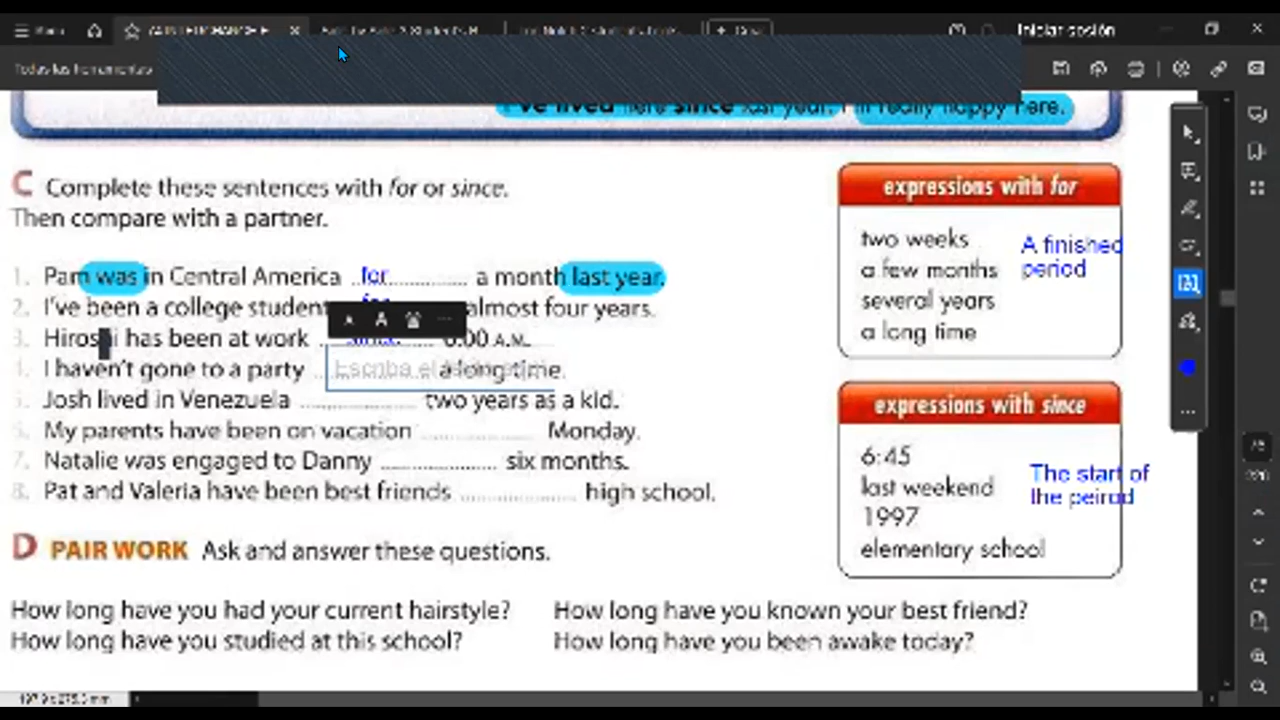 Iniciar sesión
Todas las herramientas
I've lived here since last year. I'm really happy here.
C Complete these sentences with for or since.
Then compare with a partner.
1. Pam was in Central America for a month last year.
2. I've been a college student for almost four years.
3. Hiroshi has been at work since 6:00 A.M.
4. I haven't gone to a party Escriba el a long time.
5. Josh lived in Venezuela ............ two years as a kid.
6. My parents have been on vacation ............ Monday.
7. Natalie was engaged to Danny ............ six months.
8. Pat and Valeria have been best friends ............ high school.
expressions with for
two weeks
a few months
several years
a long time
A finished
period
expressions with since
6:45
last weekend
1997
elementary school
The start of
the peirod
D PAIR WORK Ask and answer these questions.
How long have you had your current hairstyle? How long have you known your best friend?
How long have you studied at this school? How long have you been awake today?